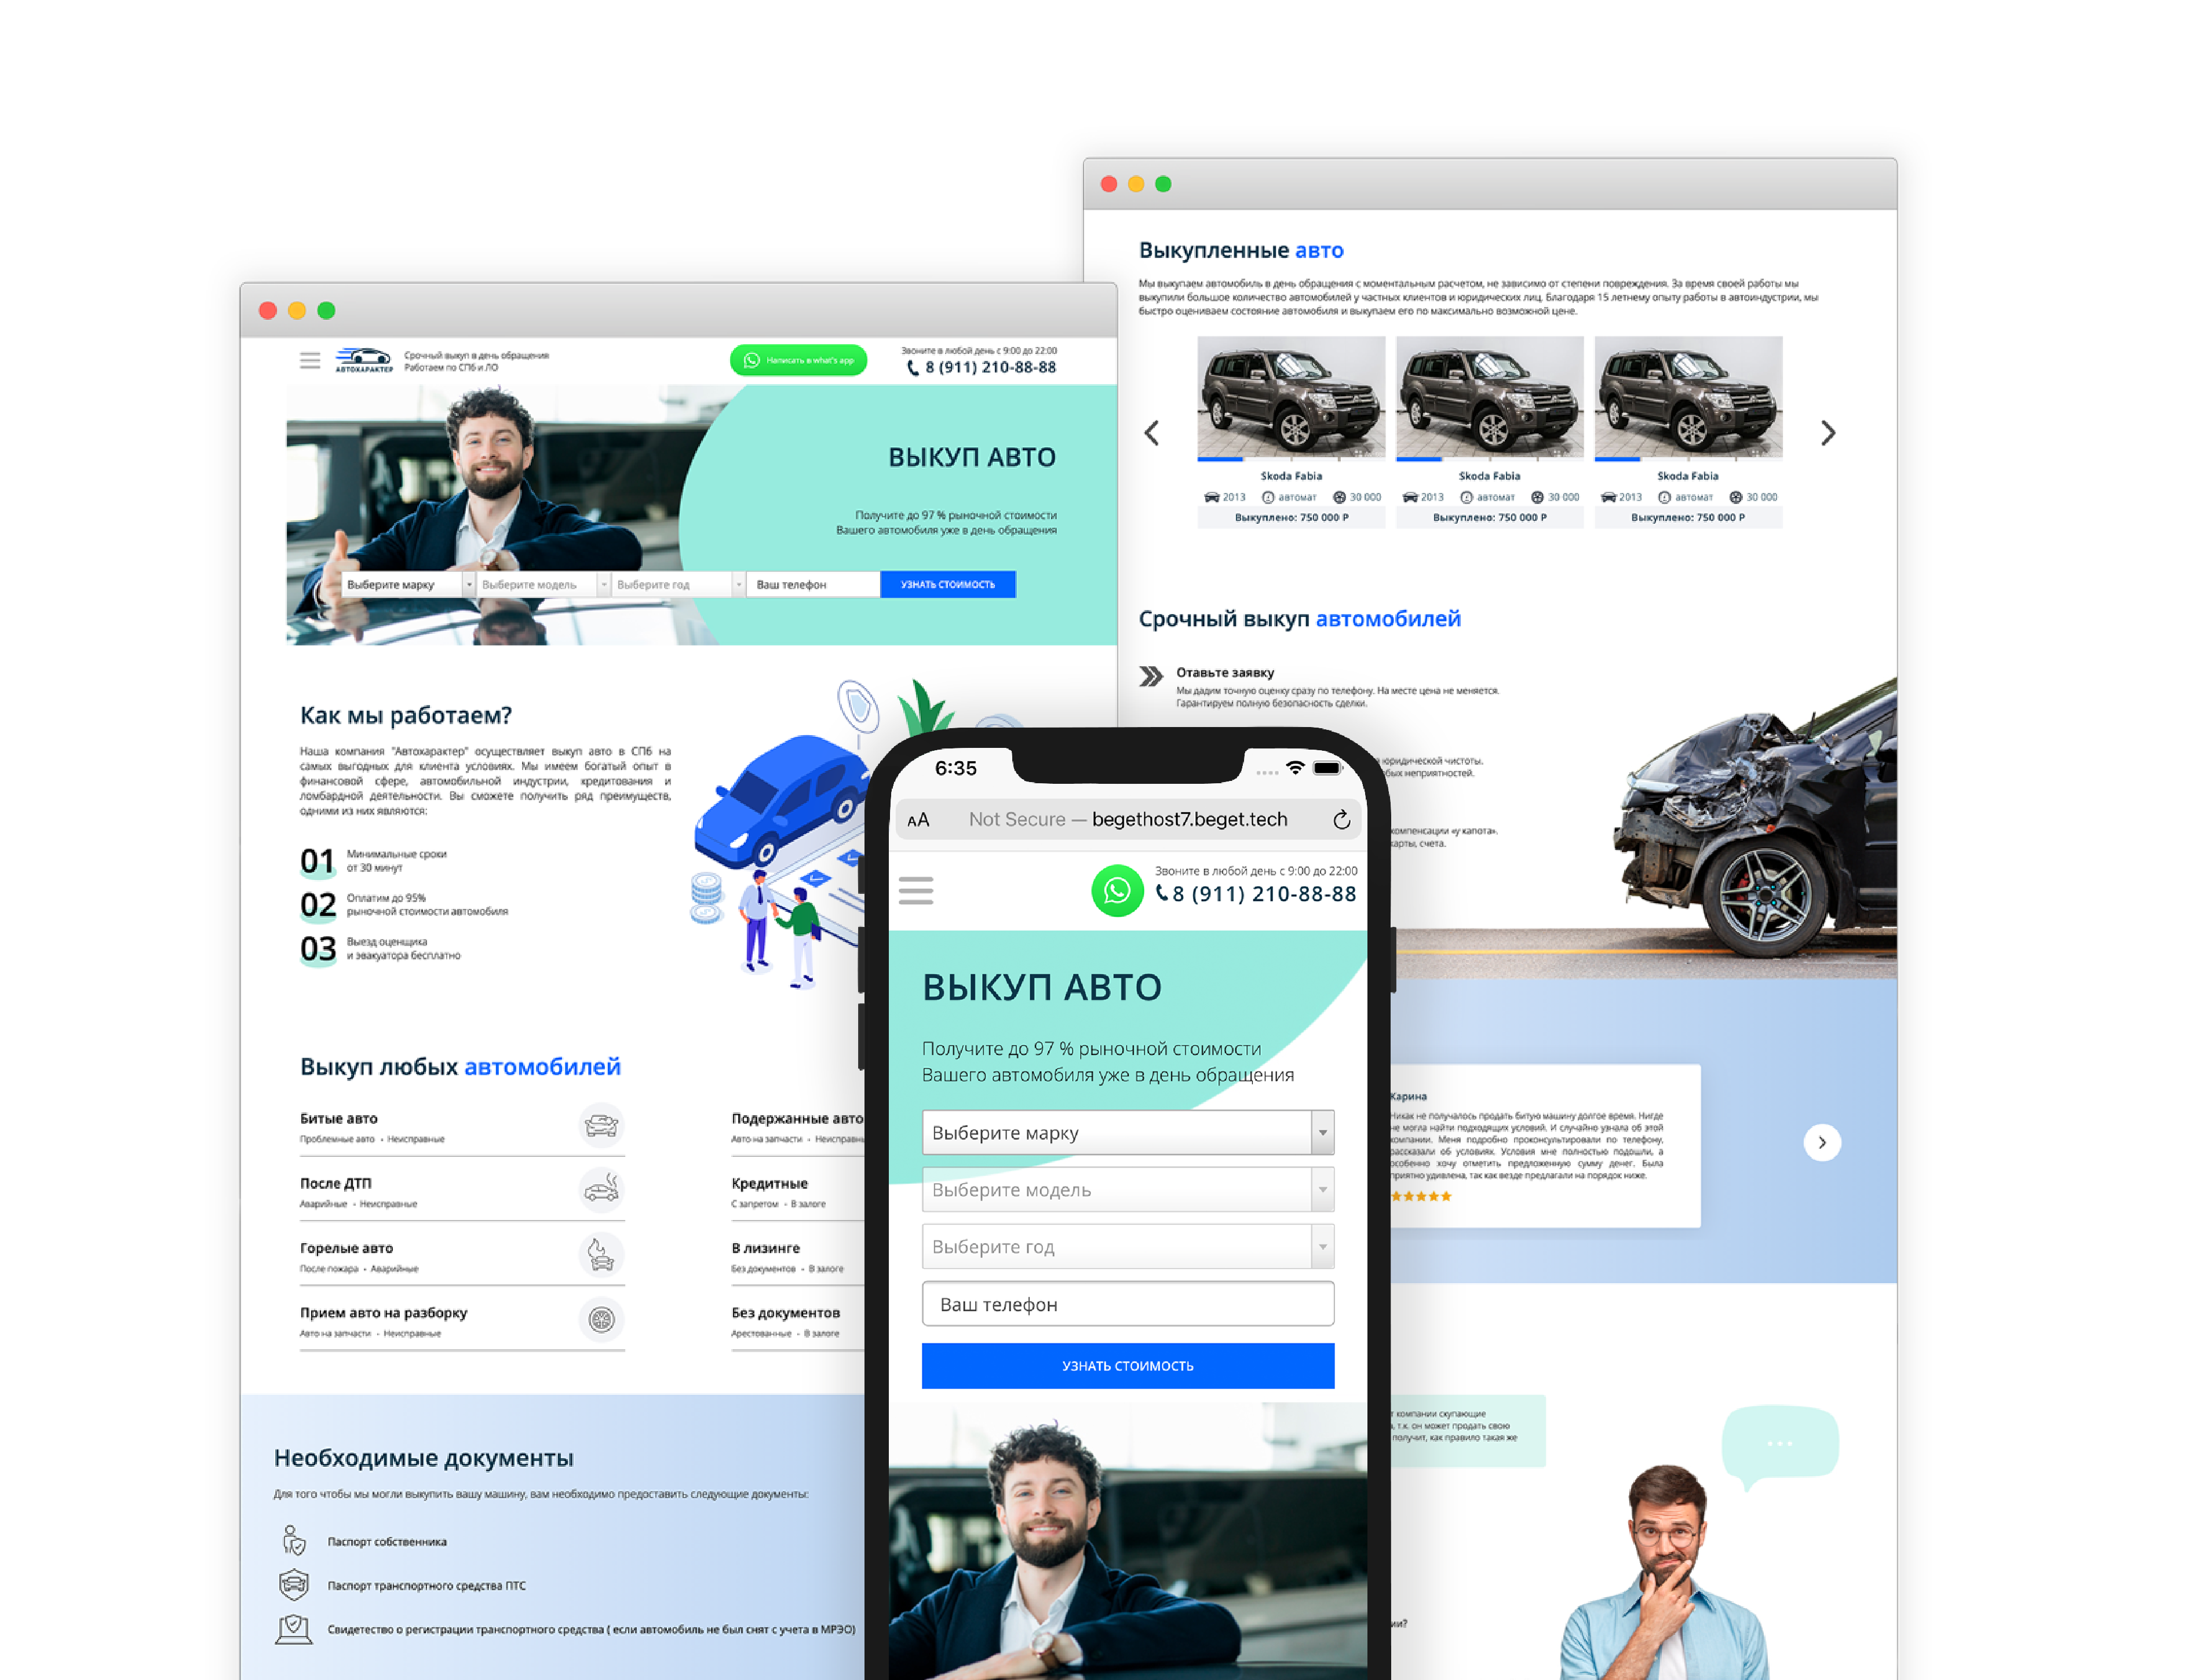 Срочный выкуп в день обращения
Работаем по СПб и ЛО
АВТОХАРАКТЕР
Написать в what's app
Звоните в любой день с 9:00 до 22:00
8 (911) 210-88-88
ВЫКУП АВТО
Получите до 97 % рыночной стоимости
Вашего автомобиля уже в день обращения
Выберите марку
Выберите модель
Выберите год
Ваш телефон
УЗНАТЬ СТОИМОСТЬ
Как мы работаем?
Наша компания "Автохарактер" осуществляет выкуп авто в СПб на
самых выгодных для клиента условиях. Мы имеем богатый опыт в
финансовой сфере, автомобильной индустрии, кредитования и
ломбардной деятельности. Вы сможете получить ряд преимуществ,
одними из них являются:
01
Минимальные сроки
от 30 минут
02
Оплатим до 95%
рыночной стоимости автомобиля
03
Выезд оценщика
и эвакуатора бесплатно
Выкуп любых автомобилей
Битые авто
Проблемные авто • Неисправные
После ДТП
Аварийные • Неисправные
Горелые авто
После пожара • Аварийные
Прием авто на разборку
Авто на запчасти • Неисправные
Подержанные авто
Авто на запчасти •
Кредитные
С запретом • В залоге
В лизинге
Без документов • В залоге
Без документов
Арестованные • В залоге
Необходимые документы
Для того чтобы мы могли выкупить вашу машину, вам необходимо предоставить следующие документы:
Паспорт собственника
Паспорт транспортного средства ПТС
Свидетество о регистрации транспортного средства ( если автомобиль не был снят с учета в МРЭО)
6:35
AA Not Secure — begethost7.beget.tech
Звоните в любой день с 9:00 до 22:00
8 (911) 210-88-88
ВЫКУП АВТО
Получите до 97 % рыночной стоимости
Вашего автомобиля уже в день обращения
Выберите марку
Выберите модель
Выберите год
Ваш телефон
УЗНАТЬ СТОИМОСТЬ
Выкупленные авто
Мы выкупаем автомобиль в день обращения с моментальным расчетом, не зависимо от степени повреждения. За время своей работы мы
выкупили большое количество автомобилей у частных клиентов и юридических лиц. Благодаря 15 летнему опыту работы в автоиндустрии, мы
быстро оцениваем состояние автомобиля и выкупаем его по максимально возможной цене.
Skoda Fabia
2013 автомат 30 000
Выкуплено: 750 000 Р
Skoda Fabia
2013 автомат 30 000
Выкуплено: 750 000 Р
Skoda Fabia
2013 автомат 30 000
Выкуплено: 750 000 Р
Срочный выкуп автомобилей
Отавьте заявку
Мы дадим точную оценку сразу по телефону. На месте цена не меняется.
Гарантируем полную безопасность сделки.
юридической чистоты.
неприятностей.
компенсации «у капота».
карты, счета.
Карина
Никак не получалось продать битую машину долгое время. Нигде
не могла найти подходящих условий. И случайно узнала об этой
компании. Меня подробно проконсультировали по телефону,
рассказали об условиях. Условия мне полностью подошли, а
особенно хочу отметить предложенную сумму денег. Была
приятно удивлена, так как везде предлагали на порядок ниже.
компании скупающие
т.к. он может продать свою
получит, как правило такая же